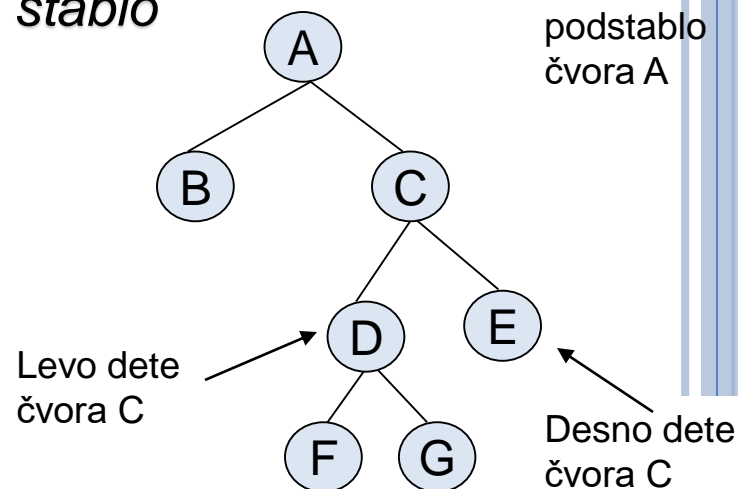 stablo
podstablo
čvora A
A
B
C
D
E
Levo dete
čvora C
F
G
Desno dete
čvora C